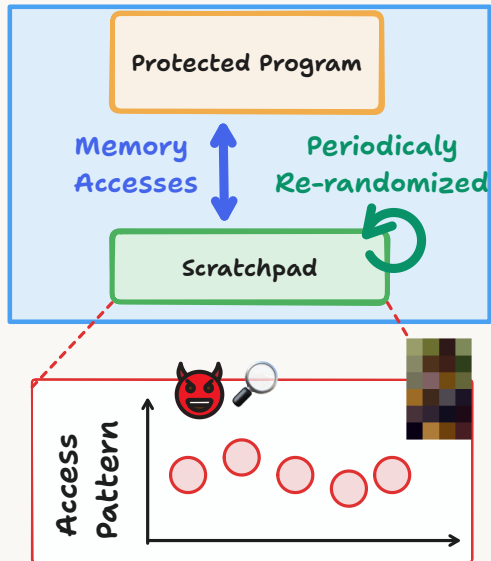 Protected Program
Memory
Accesses
Periodicaly
Re-randomized
Scratchpad
Access
Pattern